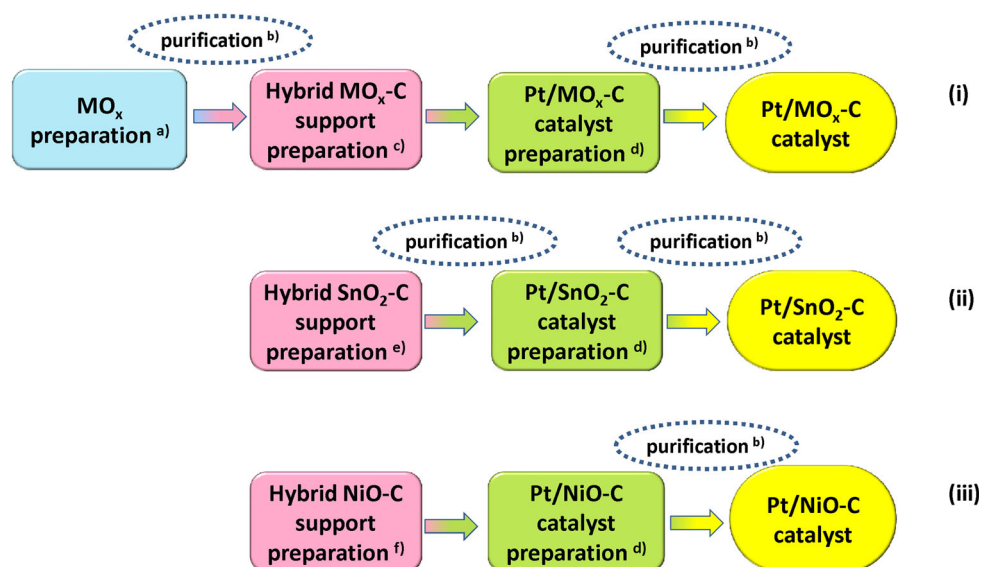 purification b)
purification b)
MOx
preparation a)
Hybrid MOx-C
support
preparation c)
Pt/MOx-C
catalyst
preparation d)
Pt/MOx-C
catalyst
(i)
purification b)
purification b)
Hybrid SnO2-C
support
preparation e)
Pt/SnO2-C
catalyst
preparation d)
Pt/SnO2-C
catalyst
(ii)
purification b)
Hybrid NiO-C
support
preparation f)
Pt/NiO-C
catalyst
preparation d)
Pt/NiO-C
catalyst
(iii)